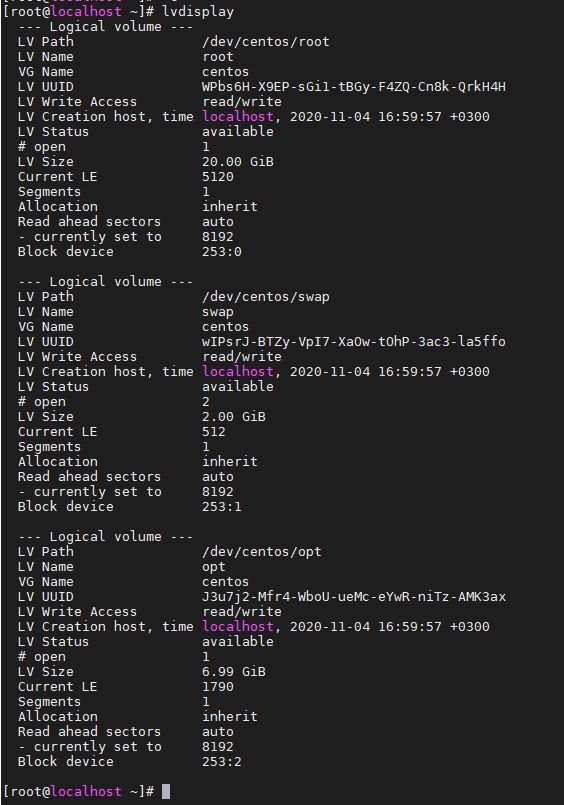 [root@localhost ~]# lvdisplay
--- Logical volume ---
LV Path /dev/centos/root
LV Name root
VG Name centos
LV UUID WPbs6H-X9EP-sGi1-tBGy-F4ZQ-Cn8k-QrkH4H
LV Write Access read/write
LV Creation host, time localhost, 2020-11-04 16:59:57 +0300
LV Status available
# open 1
LV Size 20.00 GiB
Current LE 5120
Segments 1
Allocation inherit
Read ahead sectors auto
- currently set to 8192
Block device 253:0
--- Logical volume ---
LV Path /dev/centos/swap
LV Name swap
VG Name centos
LV UUID wIPsrJ-BTZy-VpI7-XaOw-tOhP-3ac3-la5ffo
LV Write Access read/write
LV Creation host, time localhost, 2020-11-04 16:59:57 +0300
LV Status available
# open 2
LV Size 2.00 GiB
Current LE 512
Segments 1
Allocation inherit
Read ahead sectors auto
- currently set to 8192
Block device 253:1
--- Logical volume ---
LV Path /dev/centos/opt
LV Name opt
VG Name centos
LV UUID J3u7j2-Mfr4-WboU-ueMc-eYwR-niTz-AMK3ax
LV Write Access read/write
LV Creation host, time localhost, 2020-11-04 16:59:57 +0300
LV Status available
# open 1
LV Size 6.99 GiB
Current LE 1790
Segments 1
Allocation inherit
Read ahead sectors auto
- currently set to 8192
Block device 253:2
[root@localhost ~]#